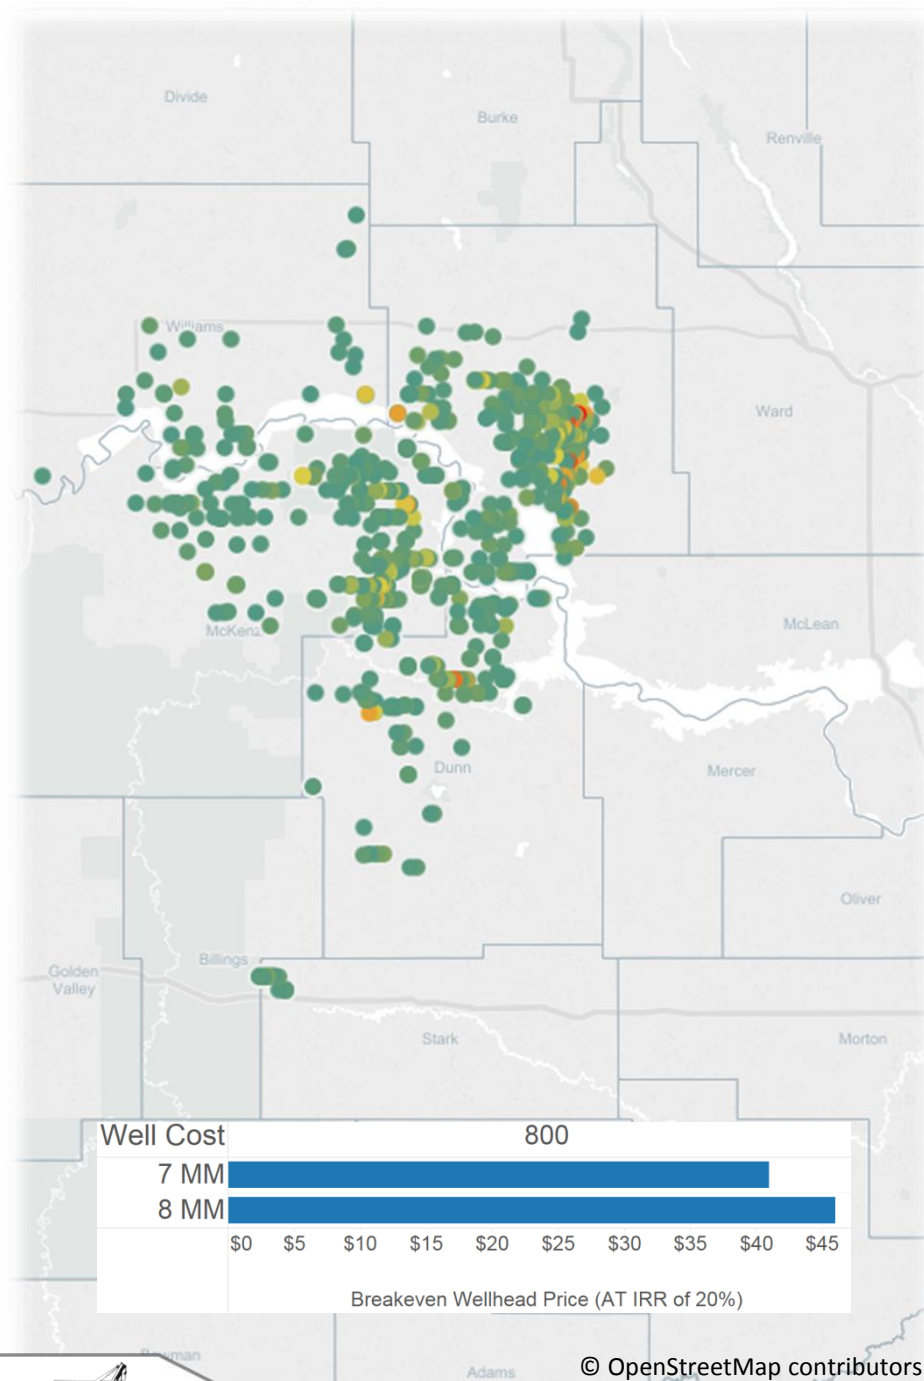 Divide
Burke
Renville
Williams
Ward
McLean
Dunn
Mercer
Oliver
Billings
Golden
Valley
Stark
Morton
Well Cost 800
7 MM
8 MM
$0 $5 $10 $15 $20 $25 $30 $35 $40 $45
Breakeven Wellhead Price (AT IRR of 20%)
Adams
© OpenStreetMap contributors